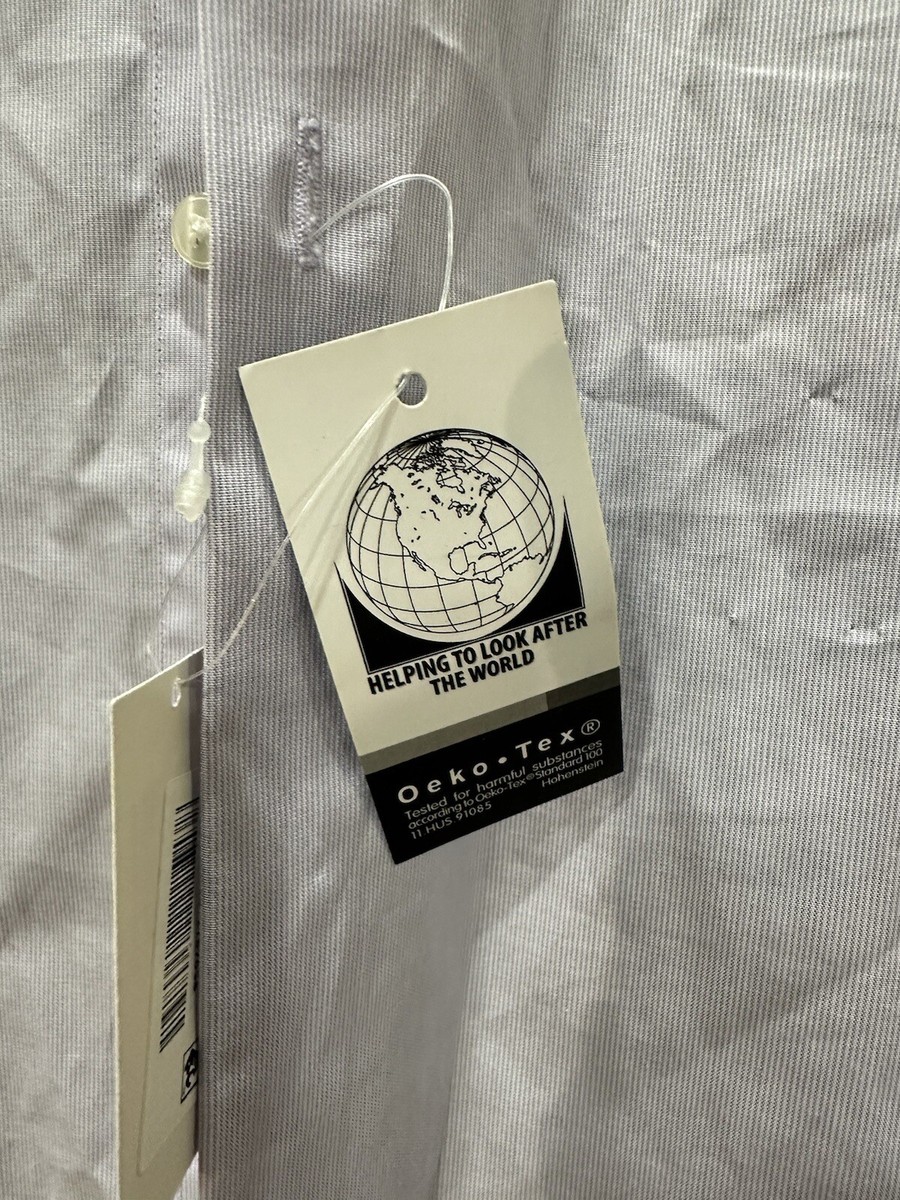 HELPING TO LOOK AFTER
THE WORLD
Oeko•Tex®
Tested for harmful substances
according to Oeko-Tex®Standard 100
11 HUS 91085 Hohenstein